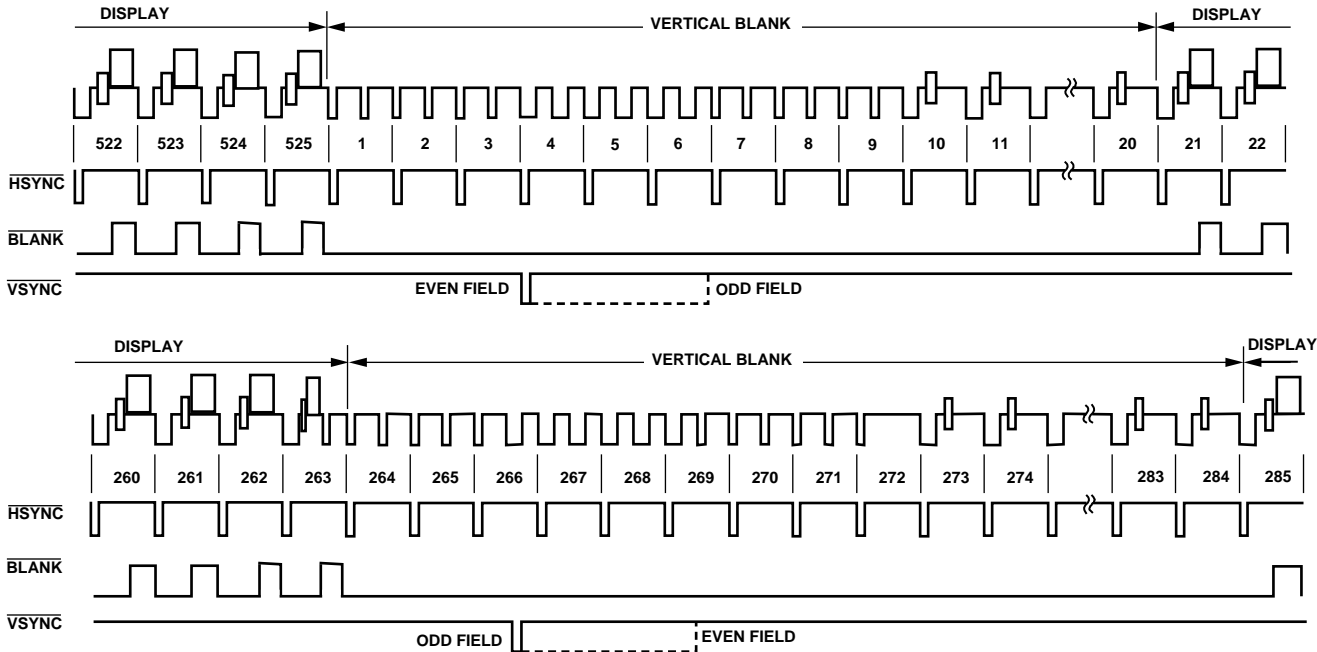 DISPLAY VERTICAL BLANK DISPLAY
522 523 524 525 1 2 3 4 5 6 7 8 9 10 11 20 21 22
HSYNC
BLANK
VSYNC
EVEN FIELD ODD FIELD
DISPLAY VERTICAL BLANK DISPLAY
260 261 262 263 264 265 266 267 268 269 270 271 272 273 274 283 284 285
HSYNC
BLANK
VSYNC
ODD FIELD EVEN FIELD